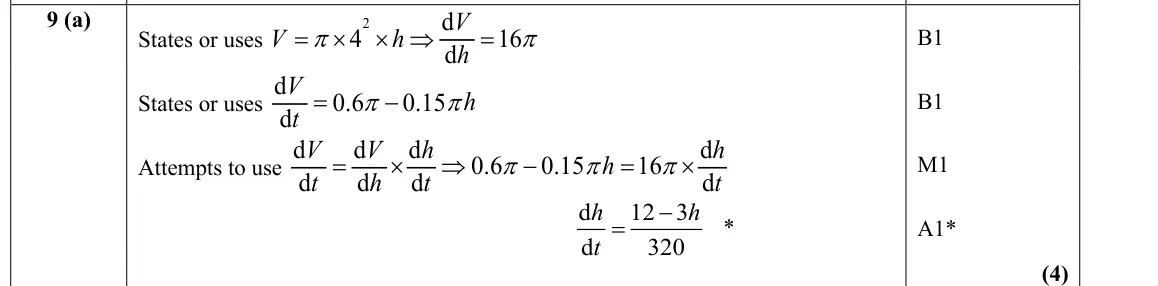 9 (a)
States or uses V = π × 4² × h ⇒ dV/dh = 16π B1
States or uses dV/dt = 0.6π − 0.15πh B1
Attempts to use dV/dt = dV/dh × dh/dt ⇒ 0.6π − 0.15πh = 16π × dh/dt M1
dh/dt = (12 − 3h)/320 * A1*
(4)